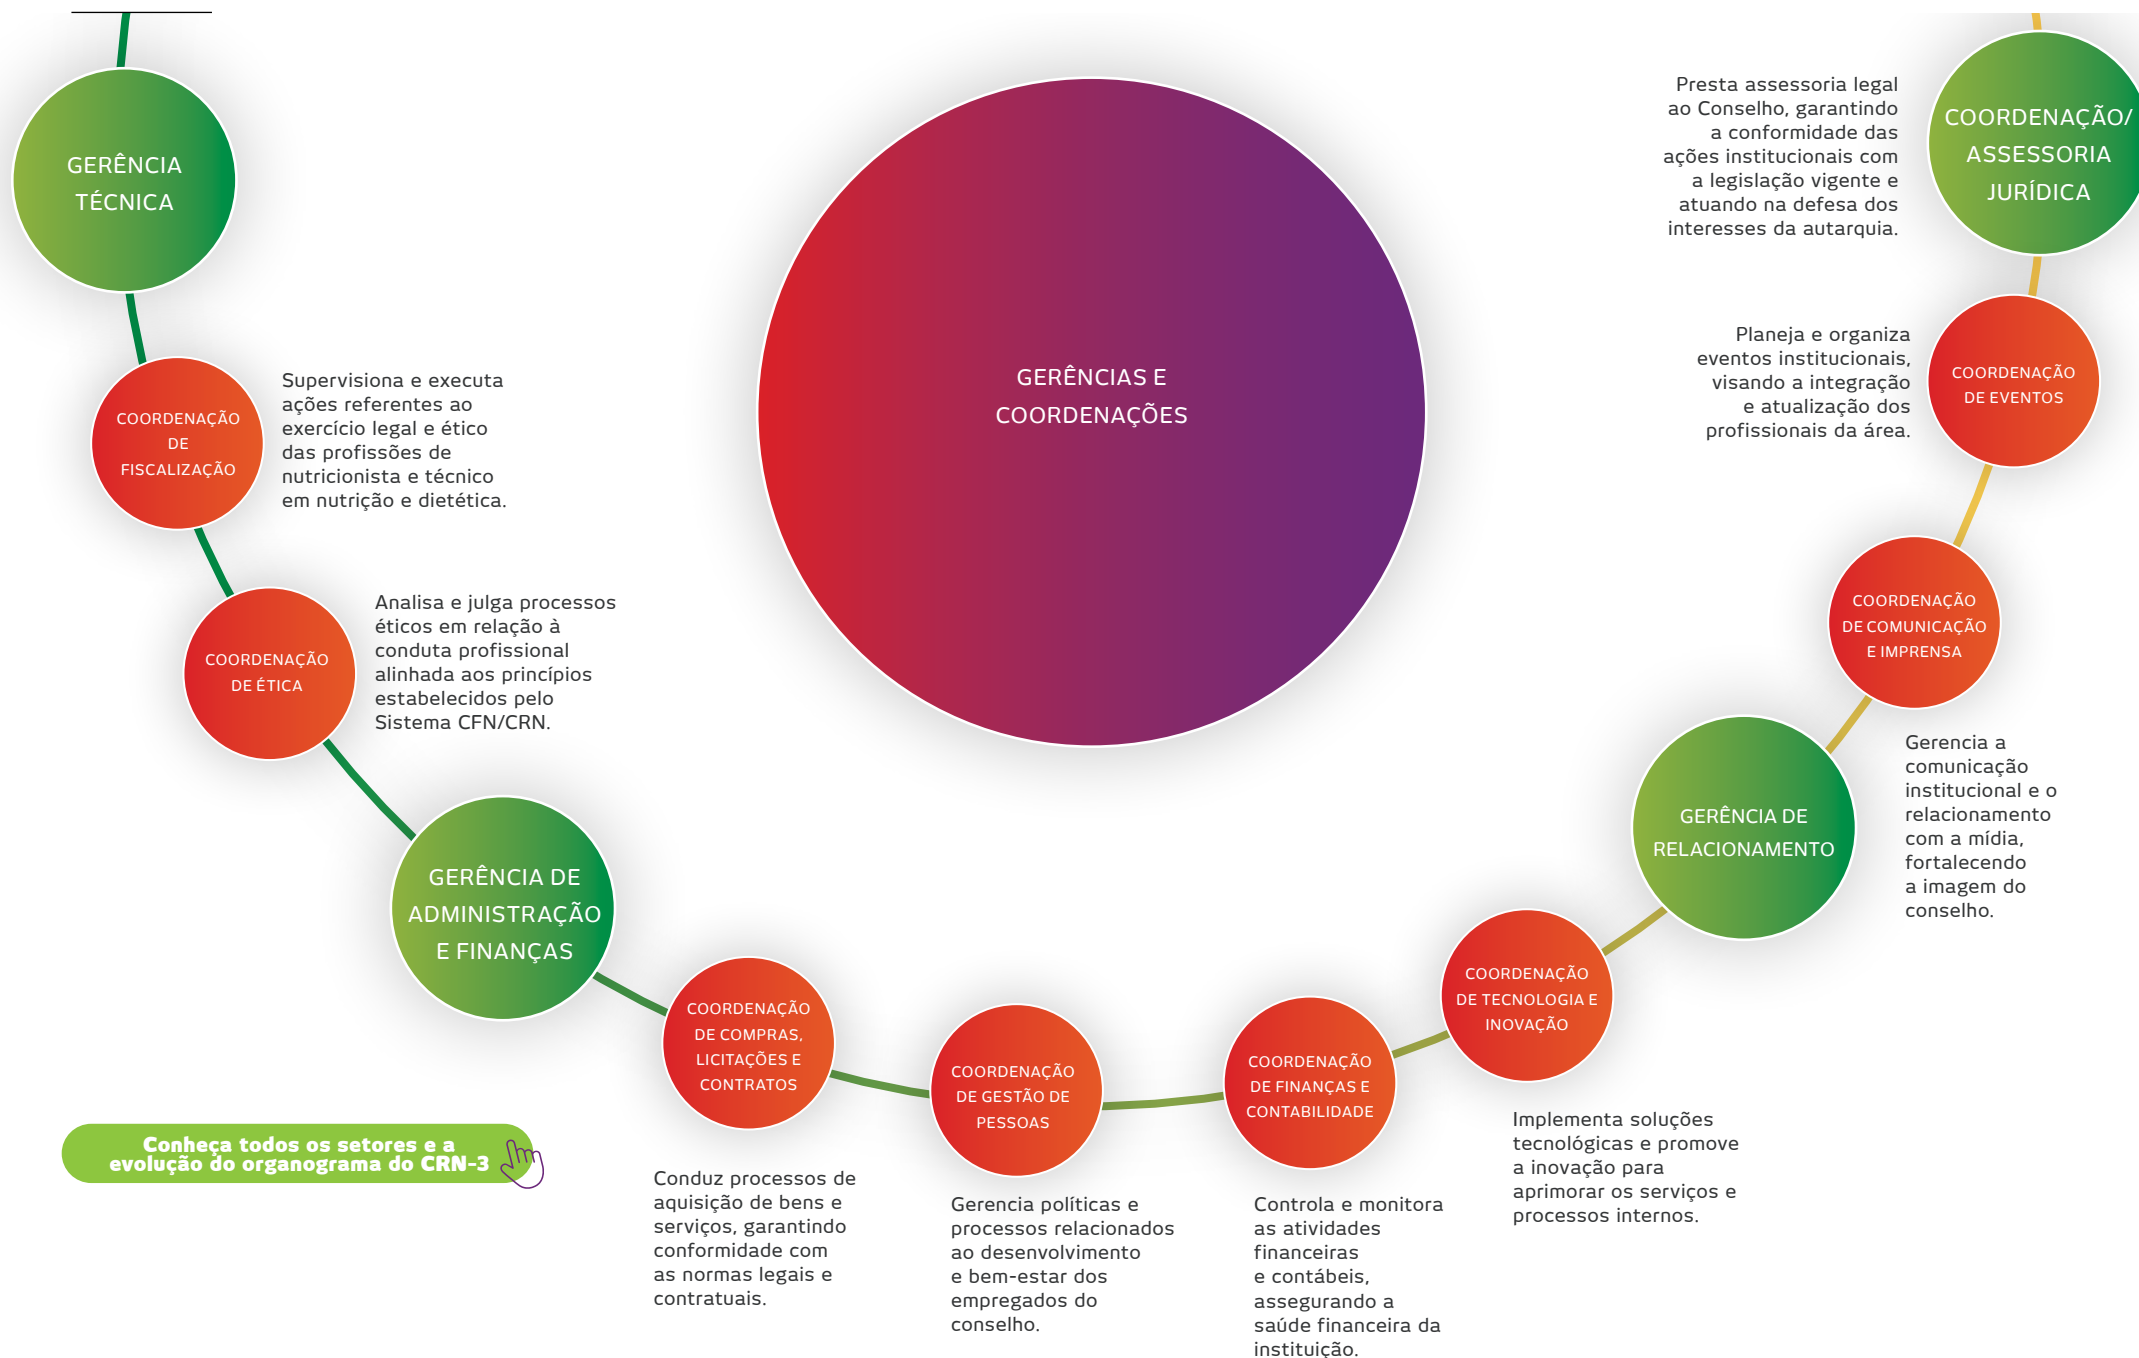 GERÊNCIA
TÉCNICA
COORDENAÇÃO
DE
FISCALIZAÇÃO
Supervisiona e executa
ações referentes ao
exercício legal e ético
das profissões de
nutricionista e técnico
em nutrição e dietética.
COORDENAÇÃO
DE ÉTICA
Analisa e julga processos
éticos em relação à
conduta profissional
alinhada aos princípios
estabelecidos pelo
Sistema CFN/CRN.
GERÊNCIA DE
ADMINISTRAÇÃO
E FINANÇAS
COORDENAÇÃO
DE COMPRAS,
LICITAÇÕES E
CONTRATOS
Conduz processos de
aquisição de bens e
serviços, garantindo
conformidade com
as normas legais e
contratuais.
COORDENAÇÃO
DE GESTÃO DE
PESSOAS
Gerencia políticas e
processos relacionados
ao desenvolvimento
e bem-estar dos
empregados do
conselho.
COORDENAÇÃO
DE FINANÇAS E
CONTABILIDADE
Controla e monitora
as atividades
financeiras
e contábeis,
assegurando a
saúde financeira da
instituição.
COORDENAÇÃO
DE TECNOLOGIA E
INOVAÇÃO
Implementa soluções
tecnológicas e promove
a inovação para
aprimorar os serviços e
processos internos.
GERÊNCIA DE
RELACIONAMENTO
COORDENAÇÃO
DE COMUNICAÇÃO
E IMPRENSA
Gerencia a
comunicação
institucional e o
relacionamento
com a mídia,
fortalecendo
a imagem do
conselho.
COORDENAÇÃO
DE EVENTOS
Planeja e organiza
eventos institucionais,
visando a integração
e atualização dos
profissionais da área.
COORDENAÇÃO/
ASSESSORIA
JURÍDICA
Presta assessoria legal
ao Conselho, garantindo
a conformidade das
ações institucionais com
a legislação vigente e
atuando na defesa dos
interesses da autarquia.
GERÊNCIAS E
COORDENAÇÕES
Conheça todos os setores e a
evolução do organograma do CRN-3